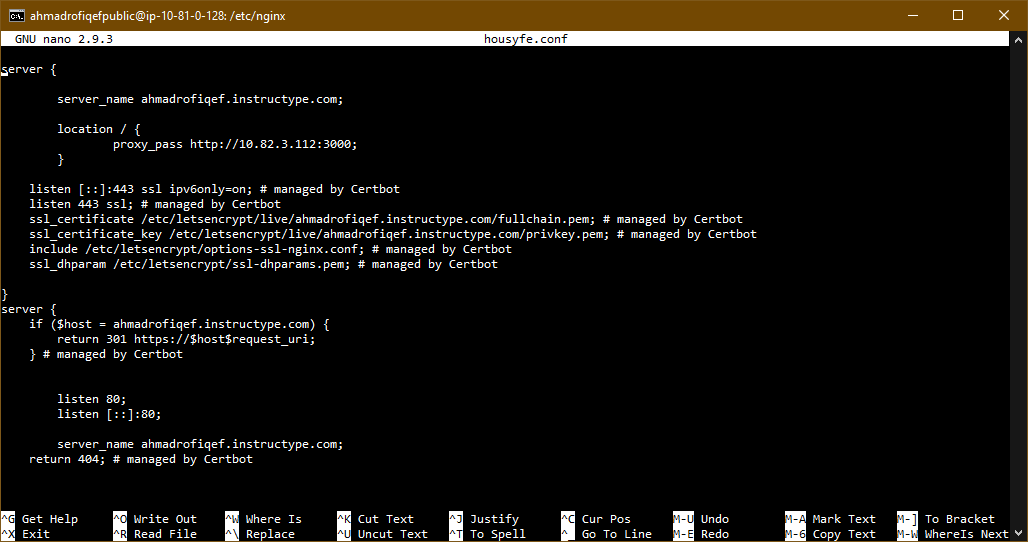 ahmadrofiqefpublic@ip-10-81-0-128: /etc/nginx
GNU nano 2.9.3 housyfe.conf
server {
server_name ahmadrofiqef.instructype.com;
location / {
proxy_pass http://10.82.3.112:3000;
}
listen [::]:443 ssl ipv6only=on; # managed by Certbot
listen 443 ssl; # managed by Certbot
ssl_certificate /etc/letsencrypt/live/ahmadrofiqef.instructype.com/fullchain.pem; # managed by Certbot
ssl_certificate_key /etc/letsencrypt/live/ahmadrofiqef.instructype.com/privkey.pem; # managed by Certbot
include /etc/letsencrypt/options-ssl-nginx.conf; # managed by Certbot
ssl_dhparam /etc/letsencrypt/ssl-dhparams.pem; # managed by Certbot
}
server {
if ($host = ahmadrofiqef.instructype.com) {
return 301 https://$host$request_uri;
} # managed by Certbot
listen 80;
listen [::]:80;
server_name ahmadrofiqef.instructype.com;
return 404; # managed by Certbot
^G Get Help ^O Write Out ^W Where Is ^K Cut Text ^J Justify ^C Cur Pos M-U Undo M-A Mark Text M-] To Bracket
^X Exit ^R Read File ^\ Replace ^U Uncut Text ^T To Spell ^_ Go To Line M-E Redo M-6 Copy Text M-W WhereIs Next